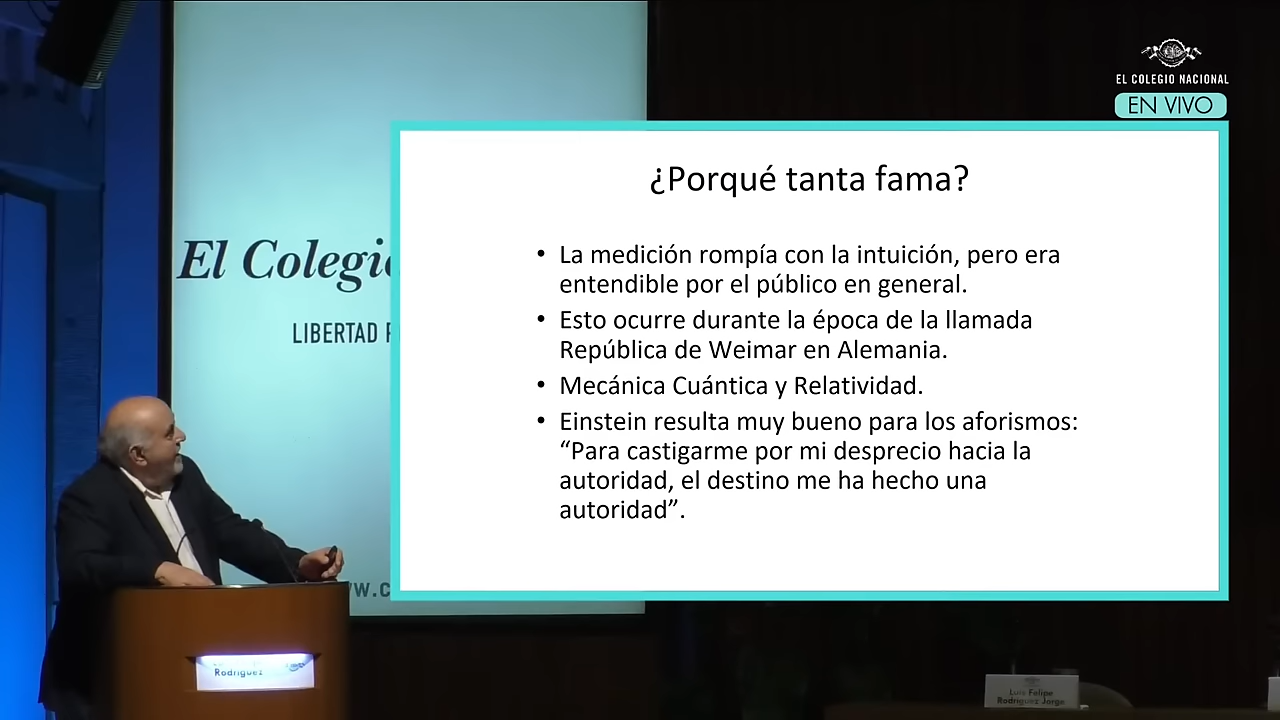 EL COLEGIO NACIONAL
EN VIVO
¿Porqué tanta fama?
• La medición rompía con la intuición, pero era
entendible por el público en general.
• Esto ocurre durante la época de la llamada
República de Weimar en Alemania.
• Mecánica Cuántica y Relatividad.
• Einstein resulta muy bueno para los aforismos:
“Para castigarme por mi desprecio hacia la
autoridad, el destino me ha hecho una
autoridad”.
El Colegi
LIBERTAD
Rodríguez
Luis Felipe
Rodríguez Jorge